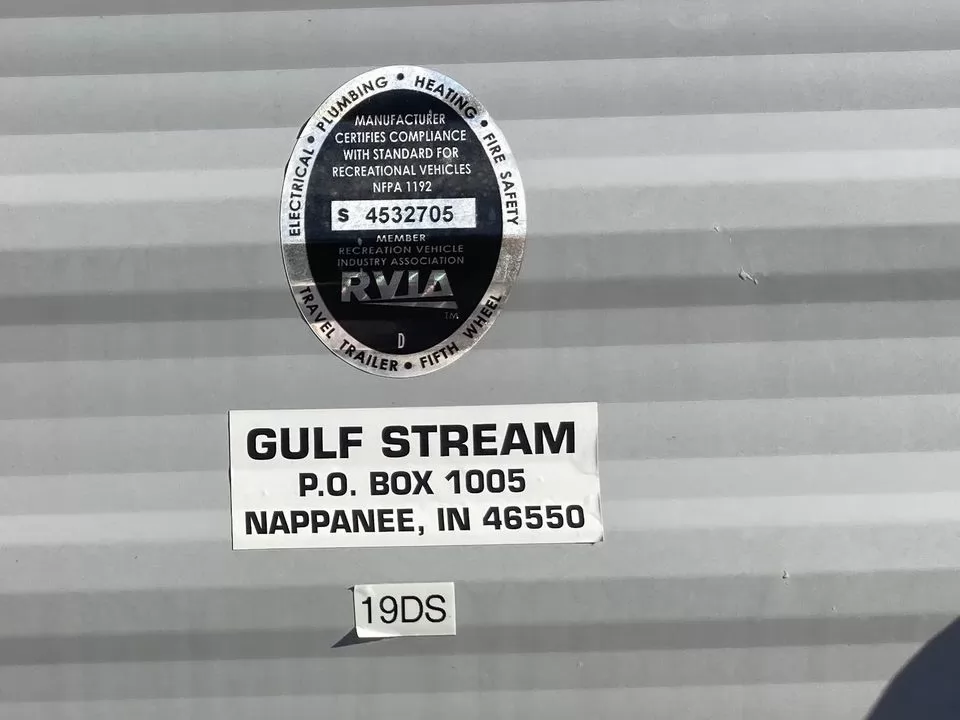 ELECTRICAL • PLUMBING • HEATING • FIRE SAFETY
MANUFACTURER
CERTIFIES COMPLIANCE
WITH STANDARD FOR
RECREATIONAL VEHICLES
NFPA 1192
S 4532705
MEMBER
RECREATION VEHICLE
INDUSTRY ASSOCIATION
RVIA
TM
D
TRAVEL TRAILER • FIFTH WHEEL
GULF STREAM
P.O. BOX 1005
NAPPANEE, IN 46550
19DS